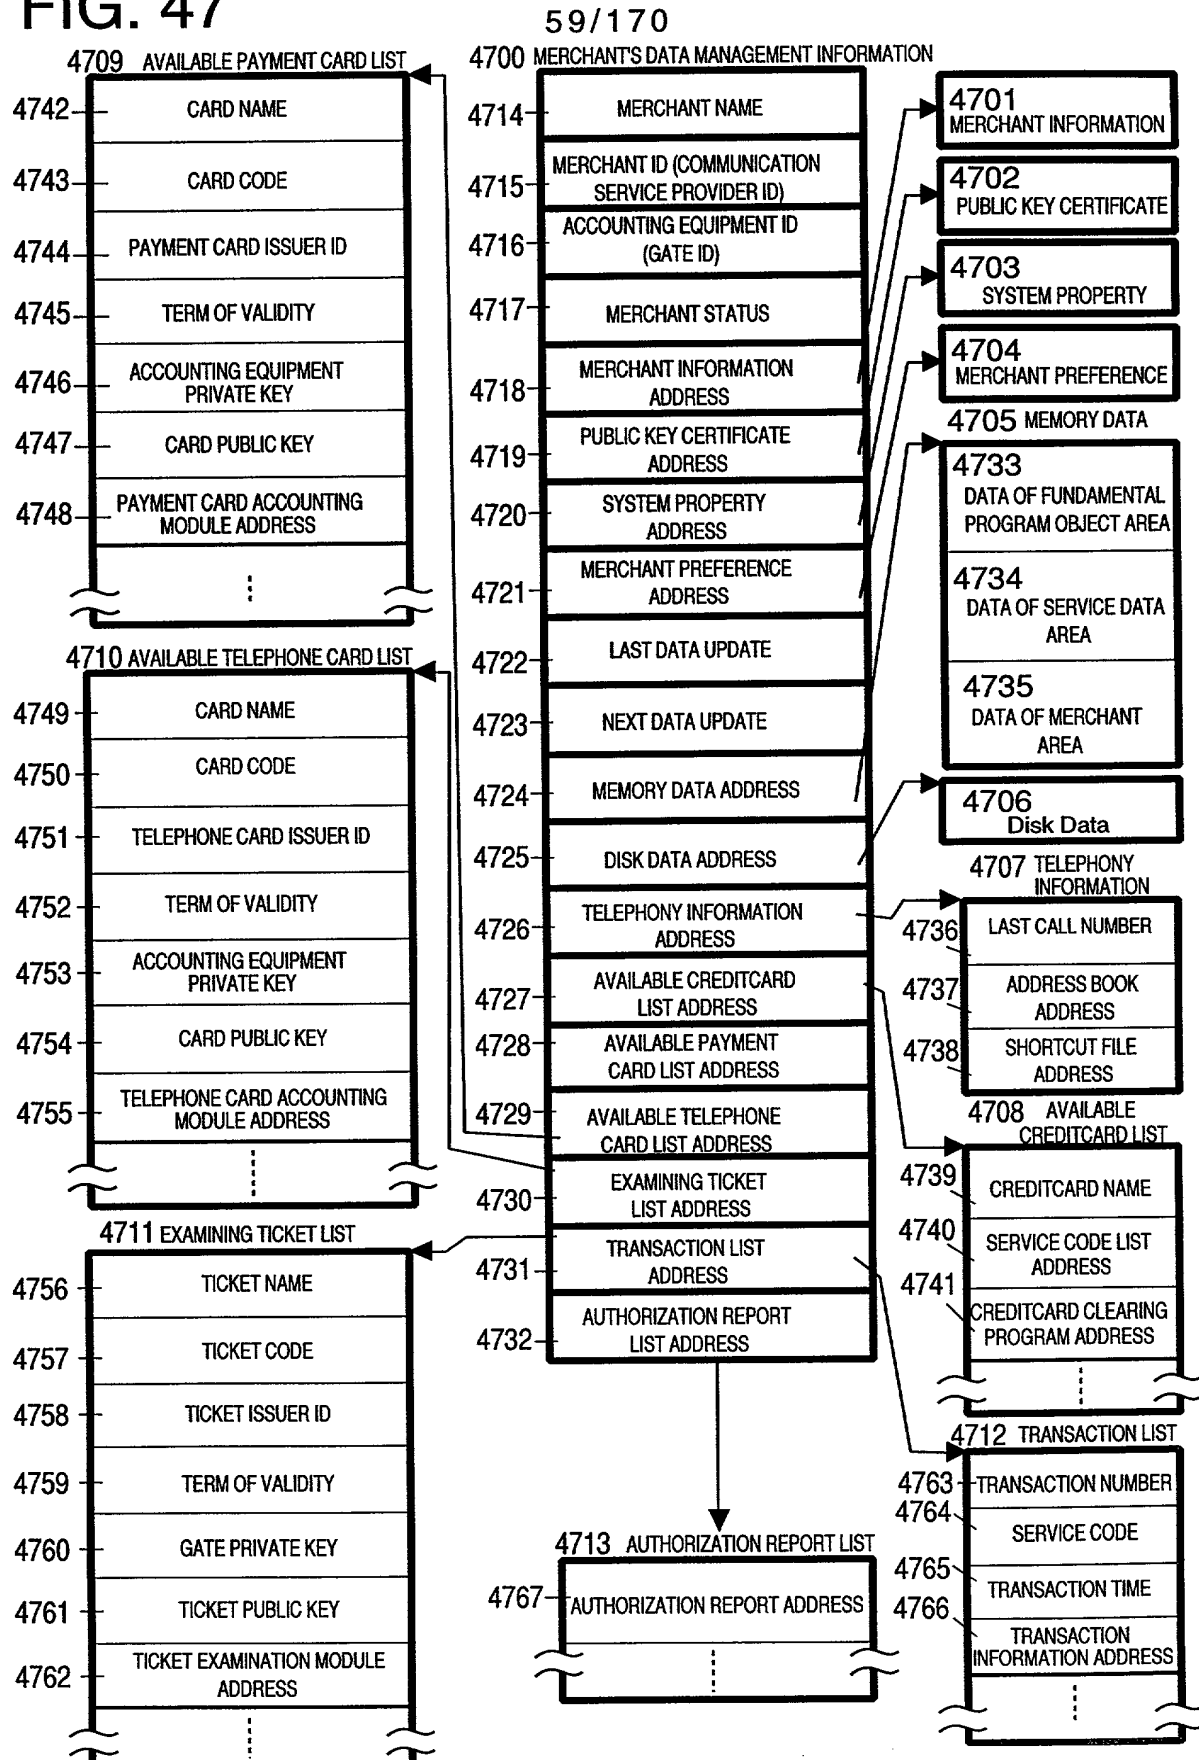 FIG. 47
59/170
4709 AVAILABLE PAYMENT CARD LIST
4742 CARD NAME
4743 CARD CODE
4744 PAYMENT CARD ISSUER ID
4745 TERM OF VALIDITY
4746 ACCOUNTING EQUIPMENT
PRIVATE KEY
4747 CARD PUBLIC KEY
4748 PAYMENT CARD ACCOUNTING
MODULE ADDRESS
4710 AVAILABLE TELEPHONE CARD LIST
4749 CARD NAME
4750 CARD CODE
4751 TELEPHONE CARD ISSUER ID
4752 TERM OF VALIDITY
4753 ACCOUNTING EQUIPMENT
PRIVATE KEY
4754 CARD PUBLIC KEY
4755 TELEPHONE CARD ACCOUNTING
MODULE ADDRESS
4711 EXAMINING TICKET LIST
4756 TICKET NAME
4757 TICKET CODE
4758 TICKET ISSUER ID
4759 TERM OF VALIDITY
4760 GATE PRIVATE KEY
4761 TICKET PUBLIC KEY
4762 TICKET EXAMINATION MODULE
ADDRESS
4700 MERCHANT'S DATA MANAGEMENT INFORMATION
4714 MERCHANT NAME
4715 MERCHANT ID (COMMUNICATION
SERVICE PROVIDER ID)
4716 ACCOUNTING EQUIPMENT ID
(GATE ID)
4717 MERCHANT STATUS
4718 MERCHANT INFORMATION
ADDRESS
4719 PUBLIC KEY CERTIFICATE
ADDRESS
4720 SYSTEM PROPERTY
ADDRESS
4721 MERCHANT PREFERENCE
ADDRESS
4722 LAST DATA UPDATE
4723 NEXT DATA UPDATE
4724 MEMORY DATA ADDRESS
4725 DISK DATA ADDRESS
4726 TELEPHONY INFORMATION
ADDRESS
4727 AVAILABLE CREDITCARD
LIST ADDRESS
4728 AVAILABLE PAYMENT
CARD LIST ADDRESS
4729 AVAILABLE TELEPHONE
CARD LIST ADDRESS
4730 EXAMINING TICKET
LIST ADDRESS
4731 TRANSACTION LIST
ADDRESS
4732 AUTHORIZATION REPORT
LIST ADDRESS
4713 AUTHORIZATION REPORT LIST
4767 AUTHORIZATION REPORT ADDRESS
4701
MERCHANT INFORMATION
4702
PUBLIC KEY CERTIFICATE
4703
SYSTEM PROPERTY
4704
MERCHANT PREFERENCE
4705 MEMORY DATA
4733
DATA OF FUNDAMENTAL
PROGRAM OBJECT AREA
4734
DATA OF SERVICE DATA
AREA
4735
DATA OF MERCHANT
AREA
4706
Disk Data
4707 TELEPHONY
INFORMATION
4736 LAST CALL NUMBER
4737 ADDRESS BOOK
ADDRESS
4738 SHORTCUT FILE
ADDRESS
4708 AVAILABLE
CREDITCARD LIST
4739 CREDITCARD NAME
4740 SERVICE CODE LIST
ADDRESS
4741 CREDITCARD CLEARING
PROGRAM ADDRESS
4712 TRANSACTION LIST
4763 TRANSACTION NUMBER
4764 SERVICE CODE
4765 TRANSACTION TIME
4766 TRANSACTION
INFORMATION ADDRESS